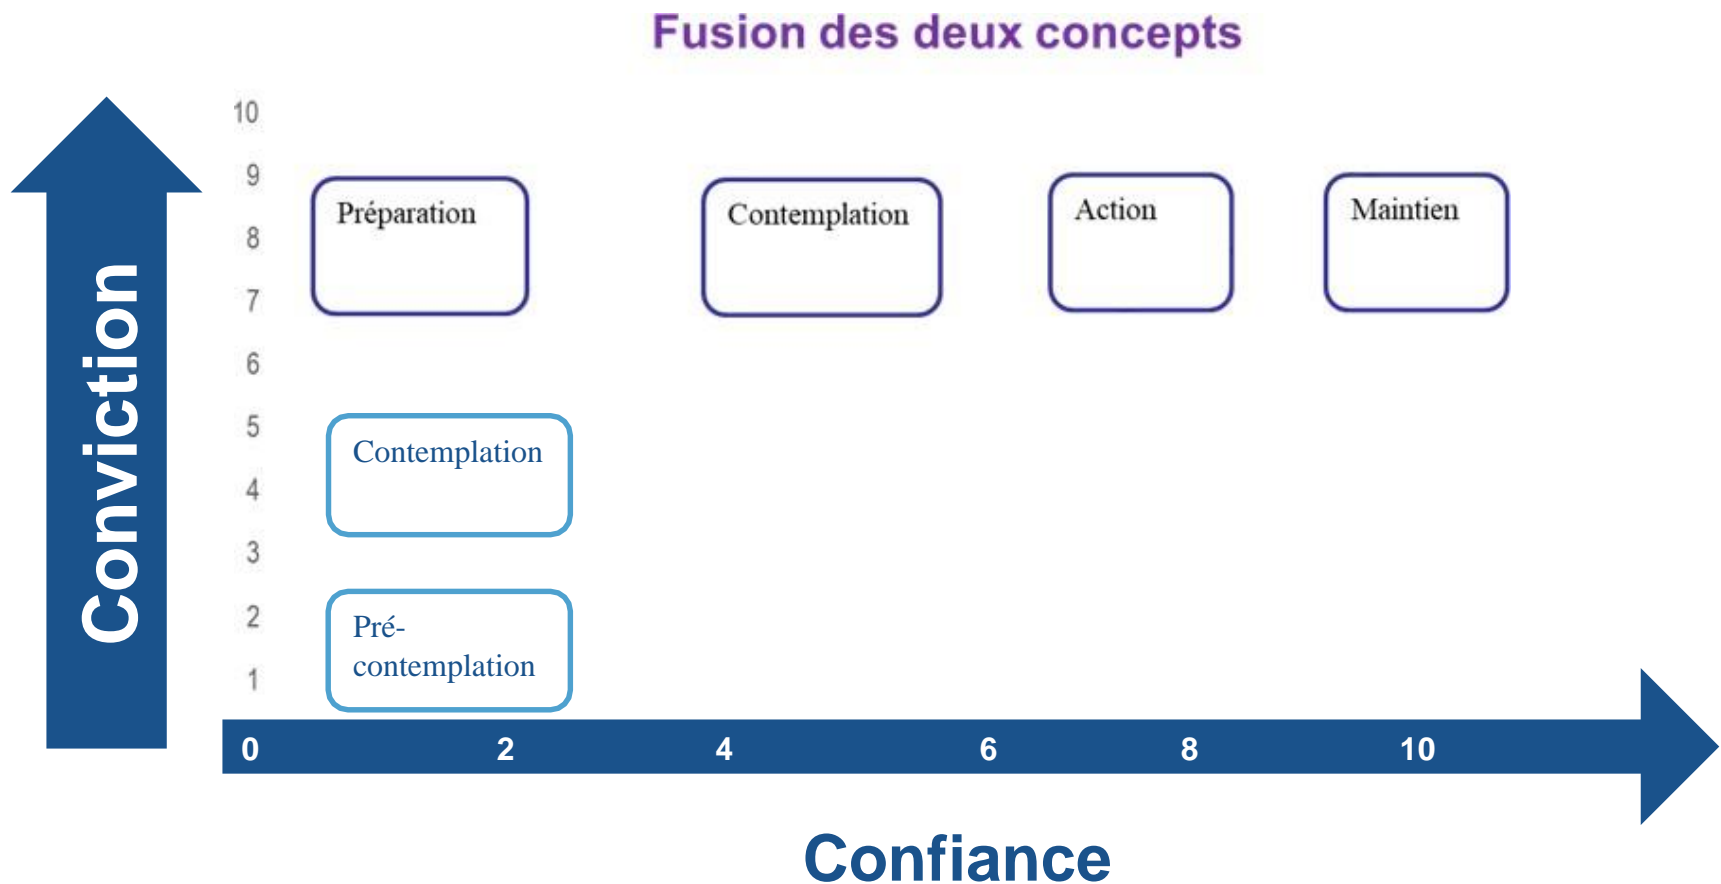 Fusion des deux concepts
Conviction
10
9
8
7
6
5
4
3
2
1
Préparation
Contemplation
Action
Maintien
Contemplation
Pré-
contemplation
0 2 4 6 8 10
Confiance